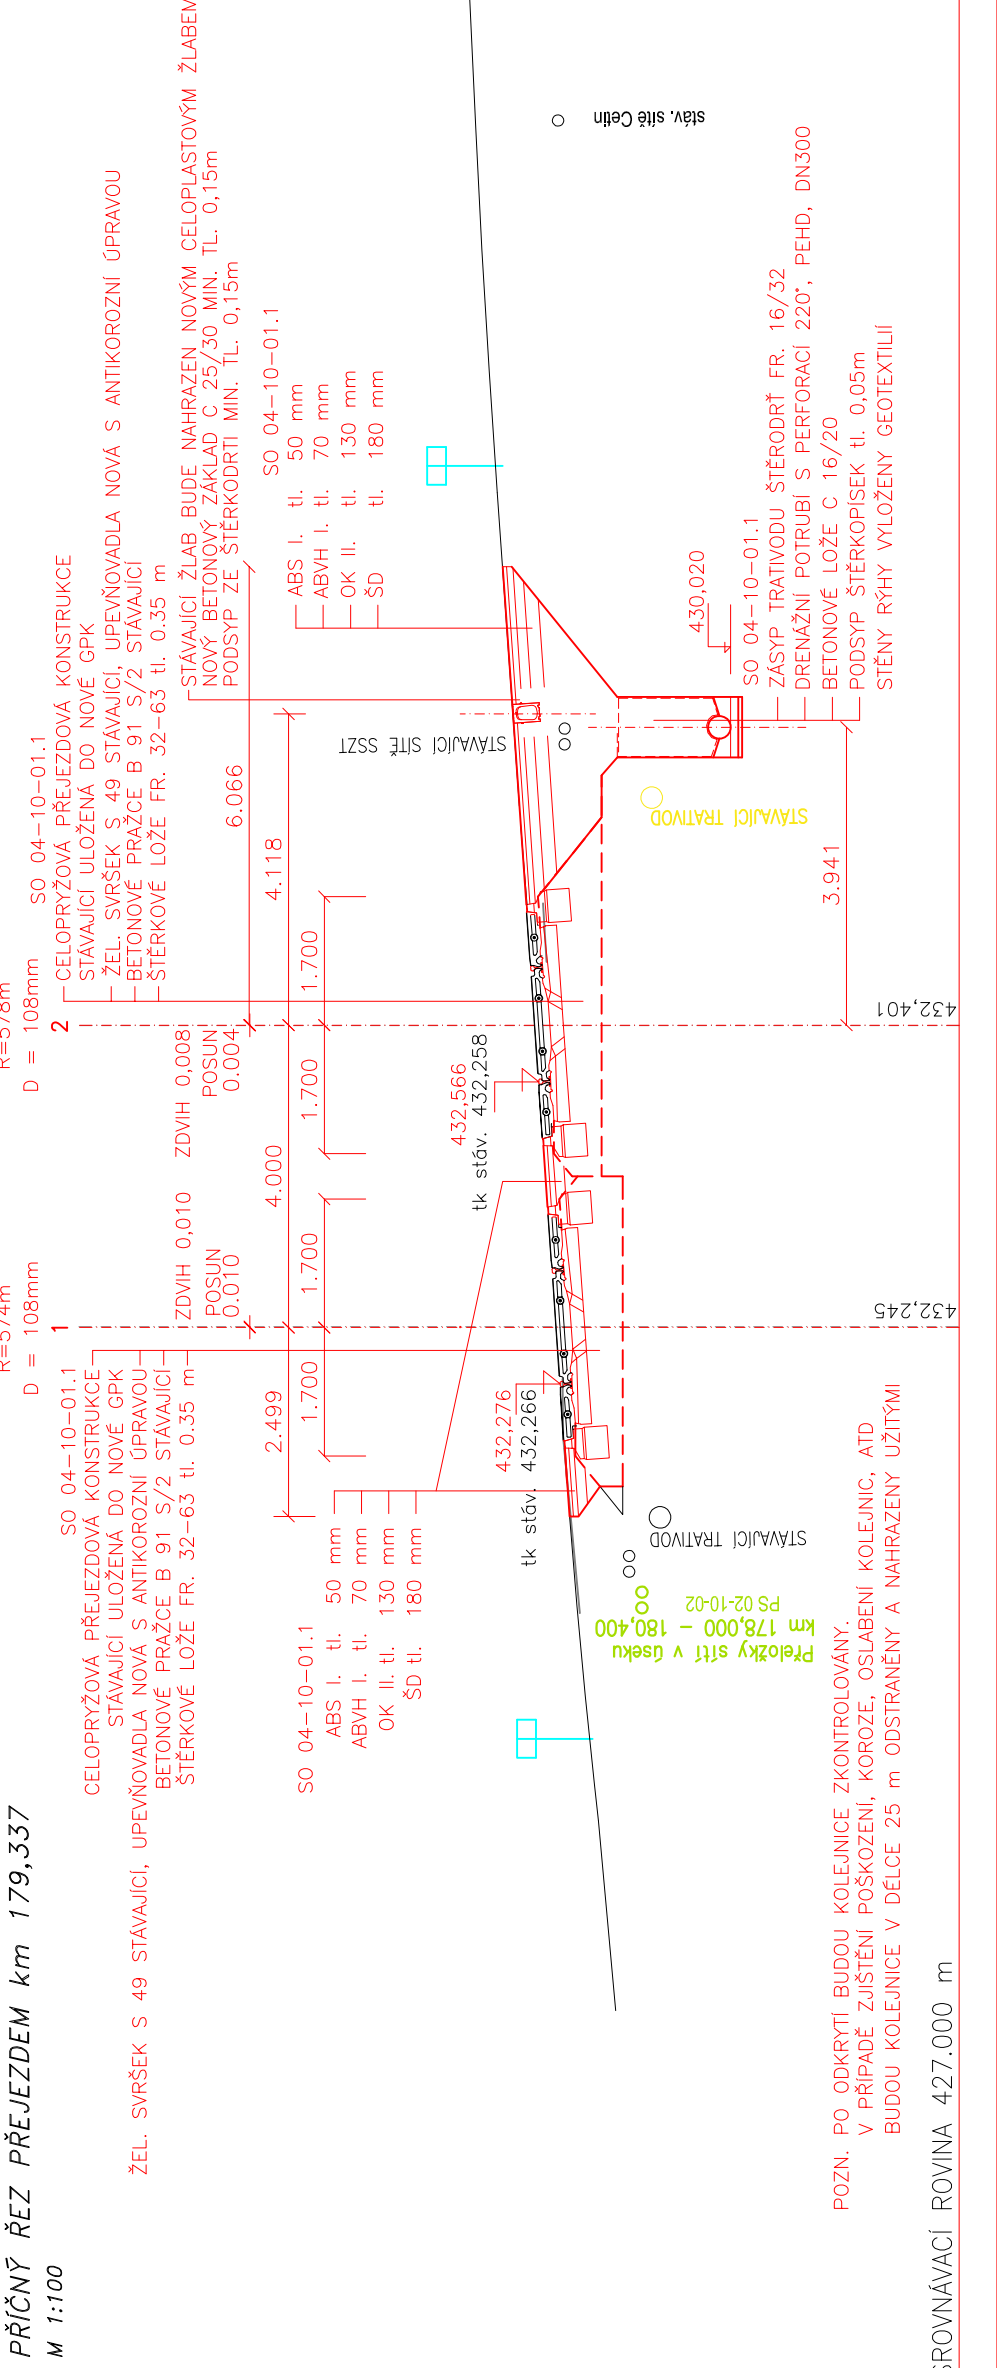 PŘÍČNÝ ŘEZ PŘEJEZDEM km 179,337
M 1:100
R=574m
D = 108mm
1
R=578m
D = 108mm
2
SO 04-10-01.1
CELOPRYŽOVÁ PŘEJEZDOVÁ KONSTRUKCE
STÁVAJÍCÍ ULOŽENÁ DO NOVÉ GPK
ŽEL. SVRŠEK S 49 STÁVAJÍCÍ, UPEVŇOVADLA NOVÁ S ANTIKOROZNÍ ÚPRAVOU
BETONOVÉ PRAŽCE B 91 S/2 STÁVAJÍCÍ
ŠTĚRKOVÉ LOŽE FR. 32-63 tl. 0.35 m
SO 04-10-01.1
CELOPRYŽOVÁ PŘEJEZDOVÁ KONSTRUKCE
STÁVAJÍCÍ ULOŽENÁ DO NOVÉ GPK
ŽEL. SVRŠEK S 49 STÁVAJÍCÍ, UPEVŇOVADLA NOVÁ S ANTIKOROZNÍ ÚPRAVOU
BETONOVÉ PRAŽCE B 91 S/2 STÁVAJÍCÍ
ŠTĚRKOVÉ LOŽE FR. 32-63 tl. 0.35 m
STÁVAJÍCÍ ŽLAB BUDE NAHRAZEN NOVÝM CELOPLASTOVÝM ŽLABEM
NOVÝ BETONOVÝ ZÁKLAD C 25/30 MIN. TL. 0,15m
PODSYP ZE ŠTĚRKODRTI MIN. TL. 0,15m
ZDVIH 0,010
POSUN
0.010
ZDVIH 0,008
POSUN
0.004
6.066
2.499
4.000
4.118
1.700
1.700
1.700
1.700
SO 04-10-01.1
ABS I. tl. 50 mm
ABVH I. tl. 70 mm
OK II. tl. 130 mm
ŠD tl. 180 mm
SO 04-10-01.1
ABS I. tl. 50 mm
ABVH I. tl. 70 mm
OK II. tl. 130 mm
ŠD tl. 180 mm
432,276
tk stáv. 432,266
432,566
tk stáv. 432,258
STÁVAJÍCÍ SÍTĚ SSZT
stáv. sítě Cetin
STÁVAJÍCÍ TRATIVOD
STÁVAJÍCÍ TRATIVOD
Přeložky sítí v úseku
km 178,000 - 180,400
PS 02-10-02
430,020
SO 04-10-01.1
ZÁSYP TRATIVODU ŠTĚRODRŤ FR. 16/32
DRENÁŽNÍ POTRUBÍ S PERFORACÍ 220°, PEHD, DN300
BETONOVÉ LOŽE C 16/20
PODSYP ŠTĚRKOPÍSEK tl. 0,05m
STĚNY RÝHY VYLOŽENY GEOTEXTILIÍ
3.941
432,245
432,401
POZN. PO ODKRYTÍ BUDOU KOLEJNICE ZKONTROLOVÁNY.
V PŘÍPADĚ ZJIŠTĚNÍ POŠKOZENÍ, KOROZE, OSLABENÍ KOLEJNIC, ATD
BUDOU KOLEJNICE V DÉLCE 25 m ODSTRANĚNY A NAHRAZENY UŽITÝMI
SROVNÁVACÍ ROVINA 427.000 m